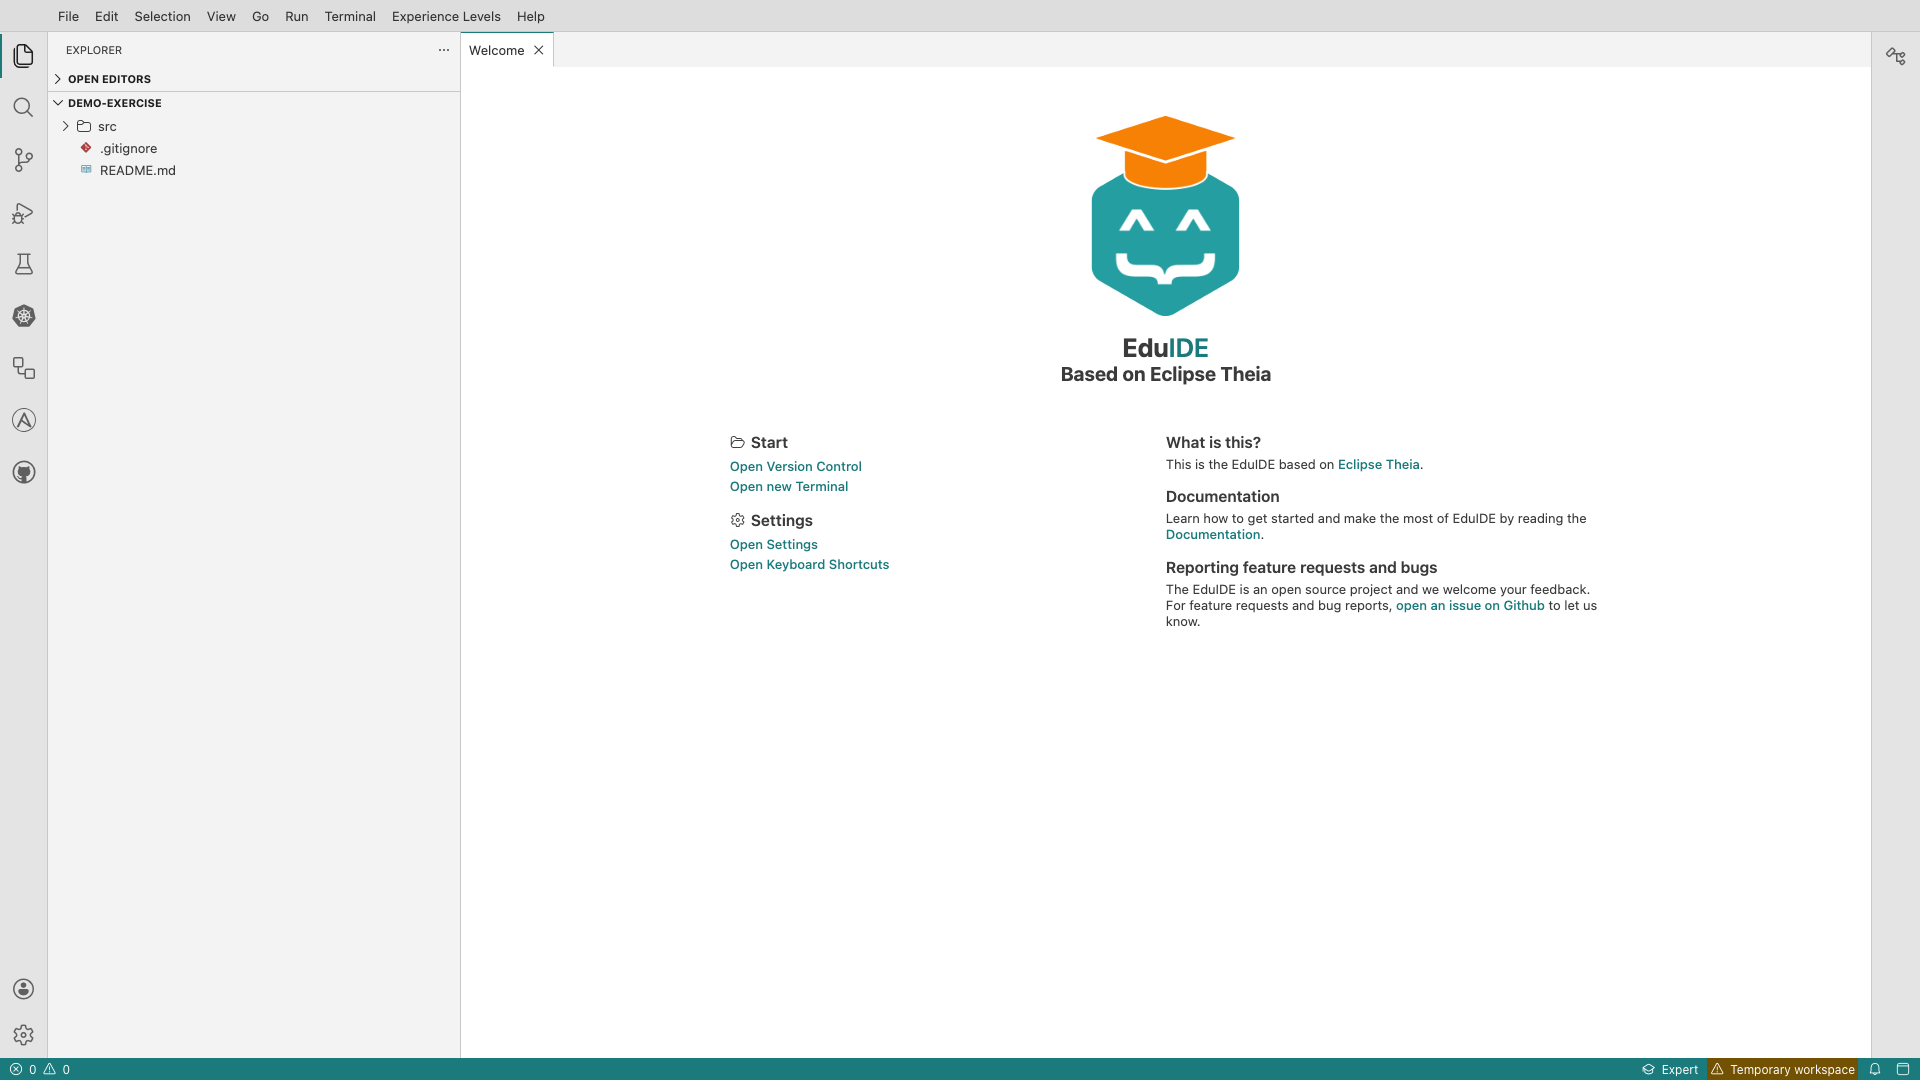 File Edit Selection View Go Run Terminal Experience Levels Help
EXPLORER
Welcome
OPEN EDITORS
DEMO-EXERCISE
src
.gitignore
README.md
EduIDE
Based on Eclipse Theia
Start
Open Version Control
Open new Terminal
Settings
Open Settings
Open Keyboard Shortcuts
What is this?
This is the EduIDE based on Eclipse Theia.
Documentation
Learn how to get started and make the most of EduIDE by reading the
Documentation.
Reporting feature requests and bugs
The EduIDE is an open source project and we welcome your feedback.
For feature requests and bug reports, open an issue on Github to let us
know.
0 0 Expert Temporary workspace